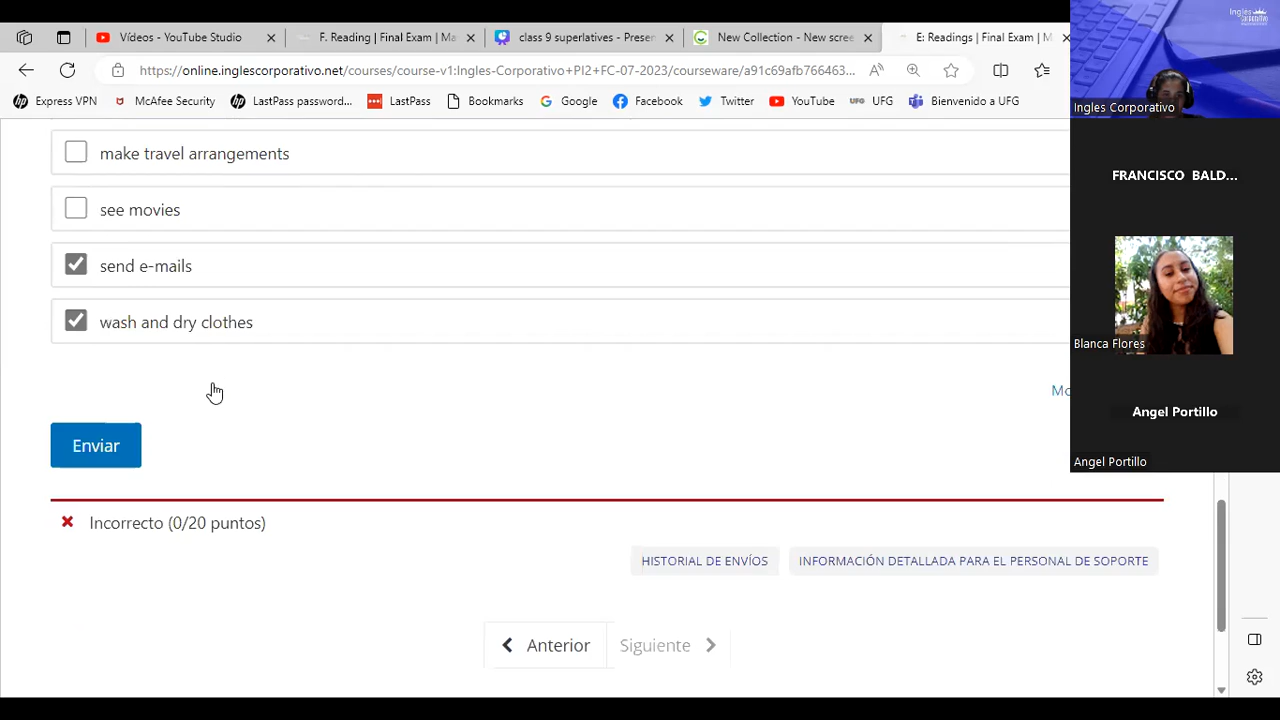 Vídeos - YouTube Studio
F. Reading | Final Exam | Ma
class 9 superlatives - Presen
New Collection - New scree
E: Readings | Final Exam | M
https://online.inglescorporativo.net/courses/course-v1:Ingles-Corporativo+PI2+FC-07-2023/courseware/a91c69afb766463...
Express VPN
McAfee Security
LastPass password...
LastPass
Bookmarks
Google
Facebook
Twitter
YouTube
UFG
Bienvenido a UFG
make travel arrangements
see movies
send e-mails
wash and dry clothes
Mo
Enviar
Incorrecto (0/20 puntos)
HISTORIAL DE ENVÍOS
INFORMACIÓN DETALLADA PARA EL PERSONAL DE SOPORTE
Anterior
Siguiente
Ingles Corporativo
FRANCISCO BALD...
Blanca Flores
Angel Portillo
Angel Portillo